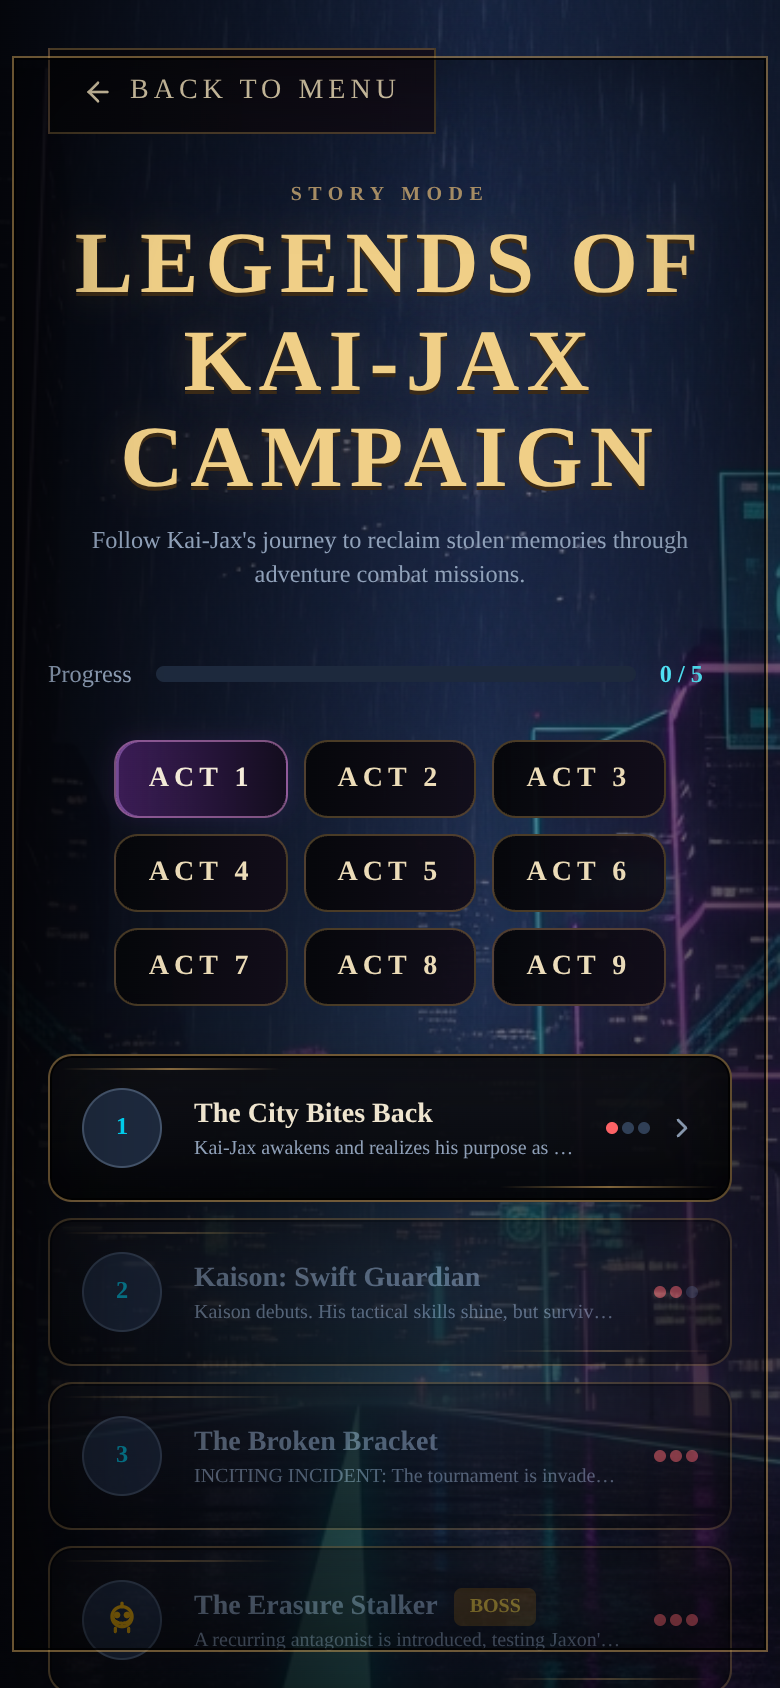 BACK TO MENU
STORY MODE
LEGENDS OF
KAI-JAX
CAMPAIGN
Follow Kai-Jax's journey to reclaim stolen memories through
adventure combat missions.
Progress 0 / 5
ACT 1 ACT 2 ACT 3
ACT 4 ACT 5 ACT 6
ACT 7 ACT 8 ACT 9
1 The City Bites Back
Kai-Jax awakens and realizes his purpose as …
2 Kaison: Swift Guardian
Kaison debuts. His tactical skills shine, but surviv…
3 The Broken Bracket
INCITING INCIDENT: The tournament is invade…
The Erasure Stalker BOSS
A recurring antagonist is introduced, testing Jaxon'…